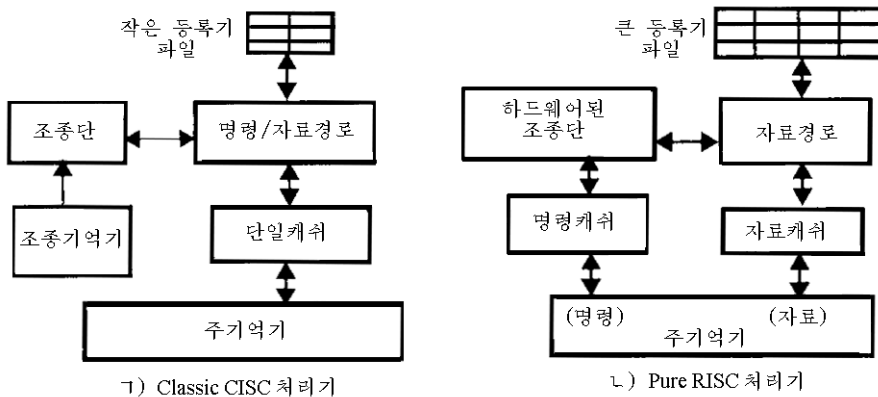 작은 등록기
파일
조종단
명령/자료경로
조종기억기
단일캐쉬
주기억기
ㄱ) Classic CISC 처리기
큰 등록기
파일
하드웨어된
조종단
자료경로
명령캐쉬
자료캐쉬
(명령)
(자료)
주기억기
ㄴ) Pure RISC 처리기